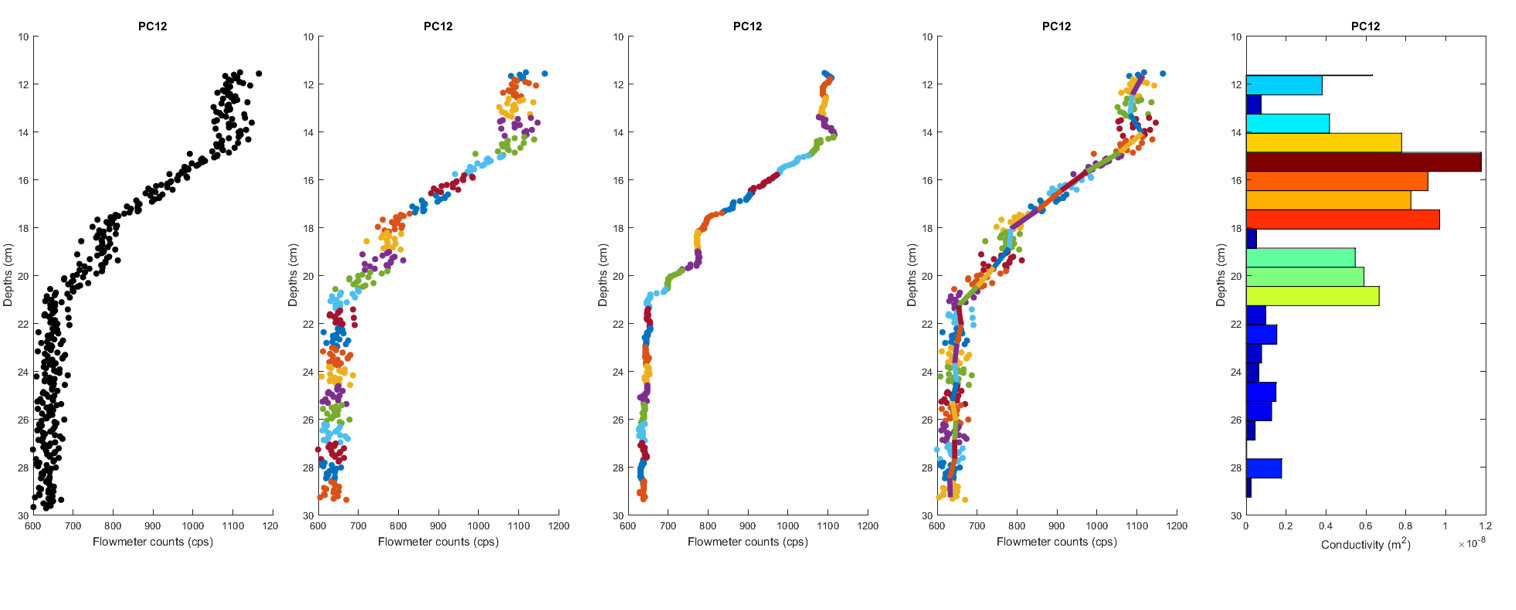 PC12
10
12
14
16
18
20
22
24
26
28
30
Depths (cm)
600 700 800 900 1000 1100 120
Flowmeter counts (cps)
PC12
10
12
14
16
18
20
22
24
26
28
30
Depths (cm)
600 700 800 900 1000 1100 1200
Flowmeter counts (cps)
PC12
10
12
14
16
18
20
22
24
26
28
30
Depths (cm)
600 700 800 900 1000 1100 1200
Flowmeter counts (cps)
PC12
10
12
14
16
18
20
22
24
26
28
30
Depths (cm)
600 700 800 900 1000 1100 1200
Flowmeter counts (cps)
PC12
10
12
14
16
18
20
22
24
26
28
30
Depths (cm)
0 0.2 0.4 0.6 0.8 1 1.2
Conductivity (m²)
×10⁻⁸